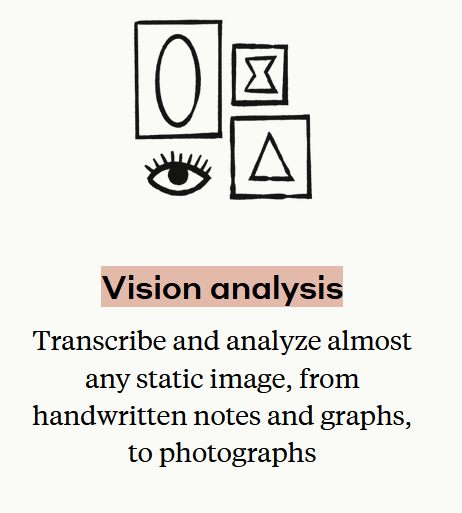 Vision analysis
Transcribe and analyze almost
any static image, from
handwritten notes and graphs,
to photographs